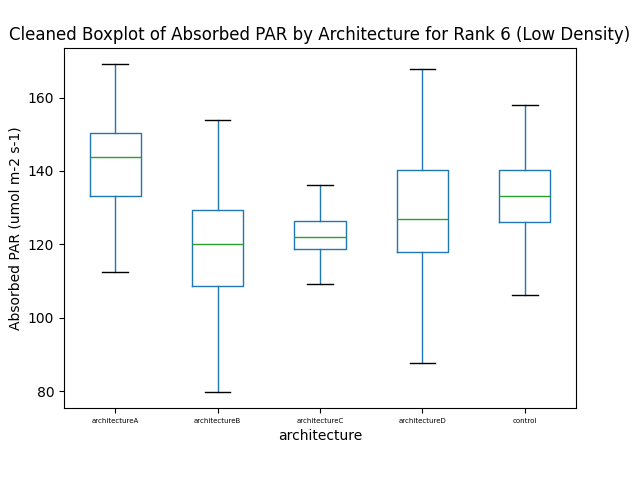 Cleaned Boxplot of Absorbed PAR by Architecture for Rank 6 (Low Density)
Absorbed PAR (umol m-2 s-1)
160
140
120
100
80
architectureA architectureB architectureC architectureD control
architecture